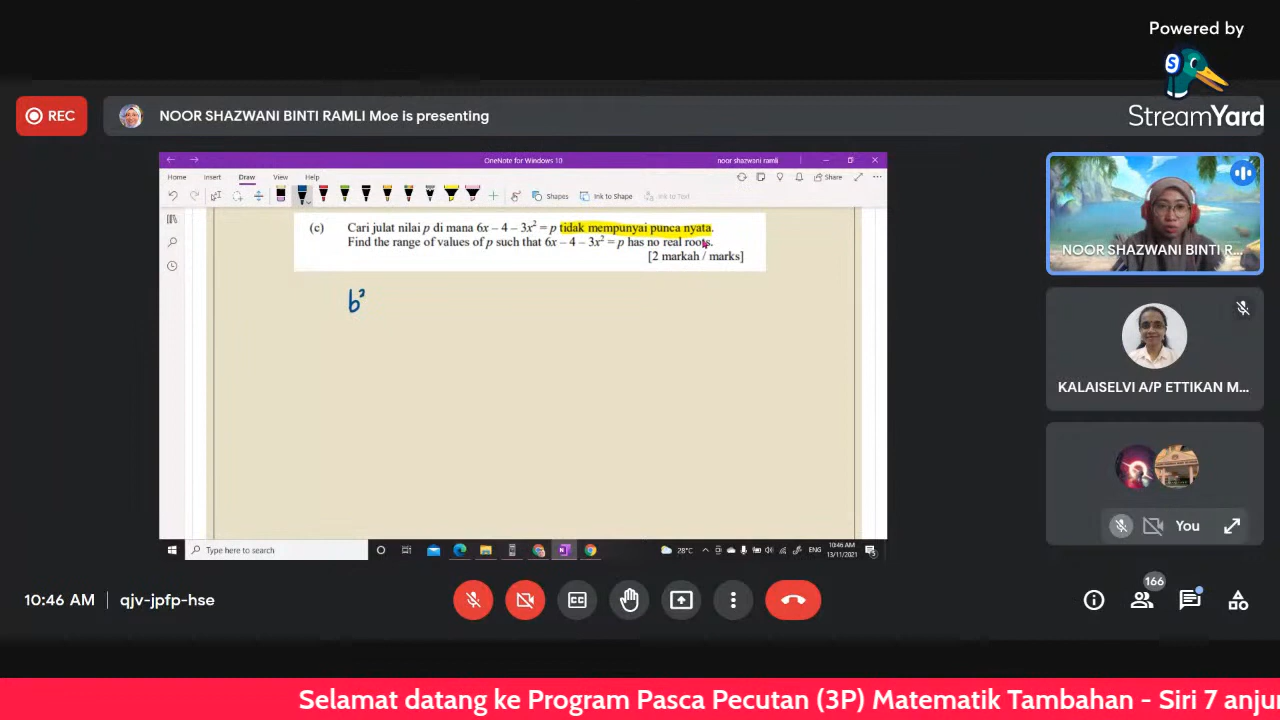 Powered by
S
StreamYard
REC
NOOR SHAZWANI BINTI RAMLI Moe is presenting
OneNote for Windows 10
noor shazwani ramli
Home Insert Draw View Help
Share
Shapes
Ink to Shape
Ink to Text
(c) Cari julat nilai p di mana 6x – 4 – 3x² = p tidak mempunyai punca nyata.
Find the range of values of p such that 6x – 4 – 3x² = p has no real roots.
[2 markah / marks]
b²
NOOR SHAZWANI BINTI R...
KALAISELVI A/P ETTIKAN M...
You
Type here to search
28°C
ENG
10:46 AM
13/11/2021
10:46 AM
qjv-jpfp-hse
166
Selamat datang ke Program Pasca Pecutan (3P) Matematik Tambahan - Siri 7 anju